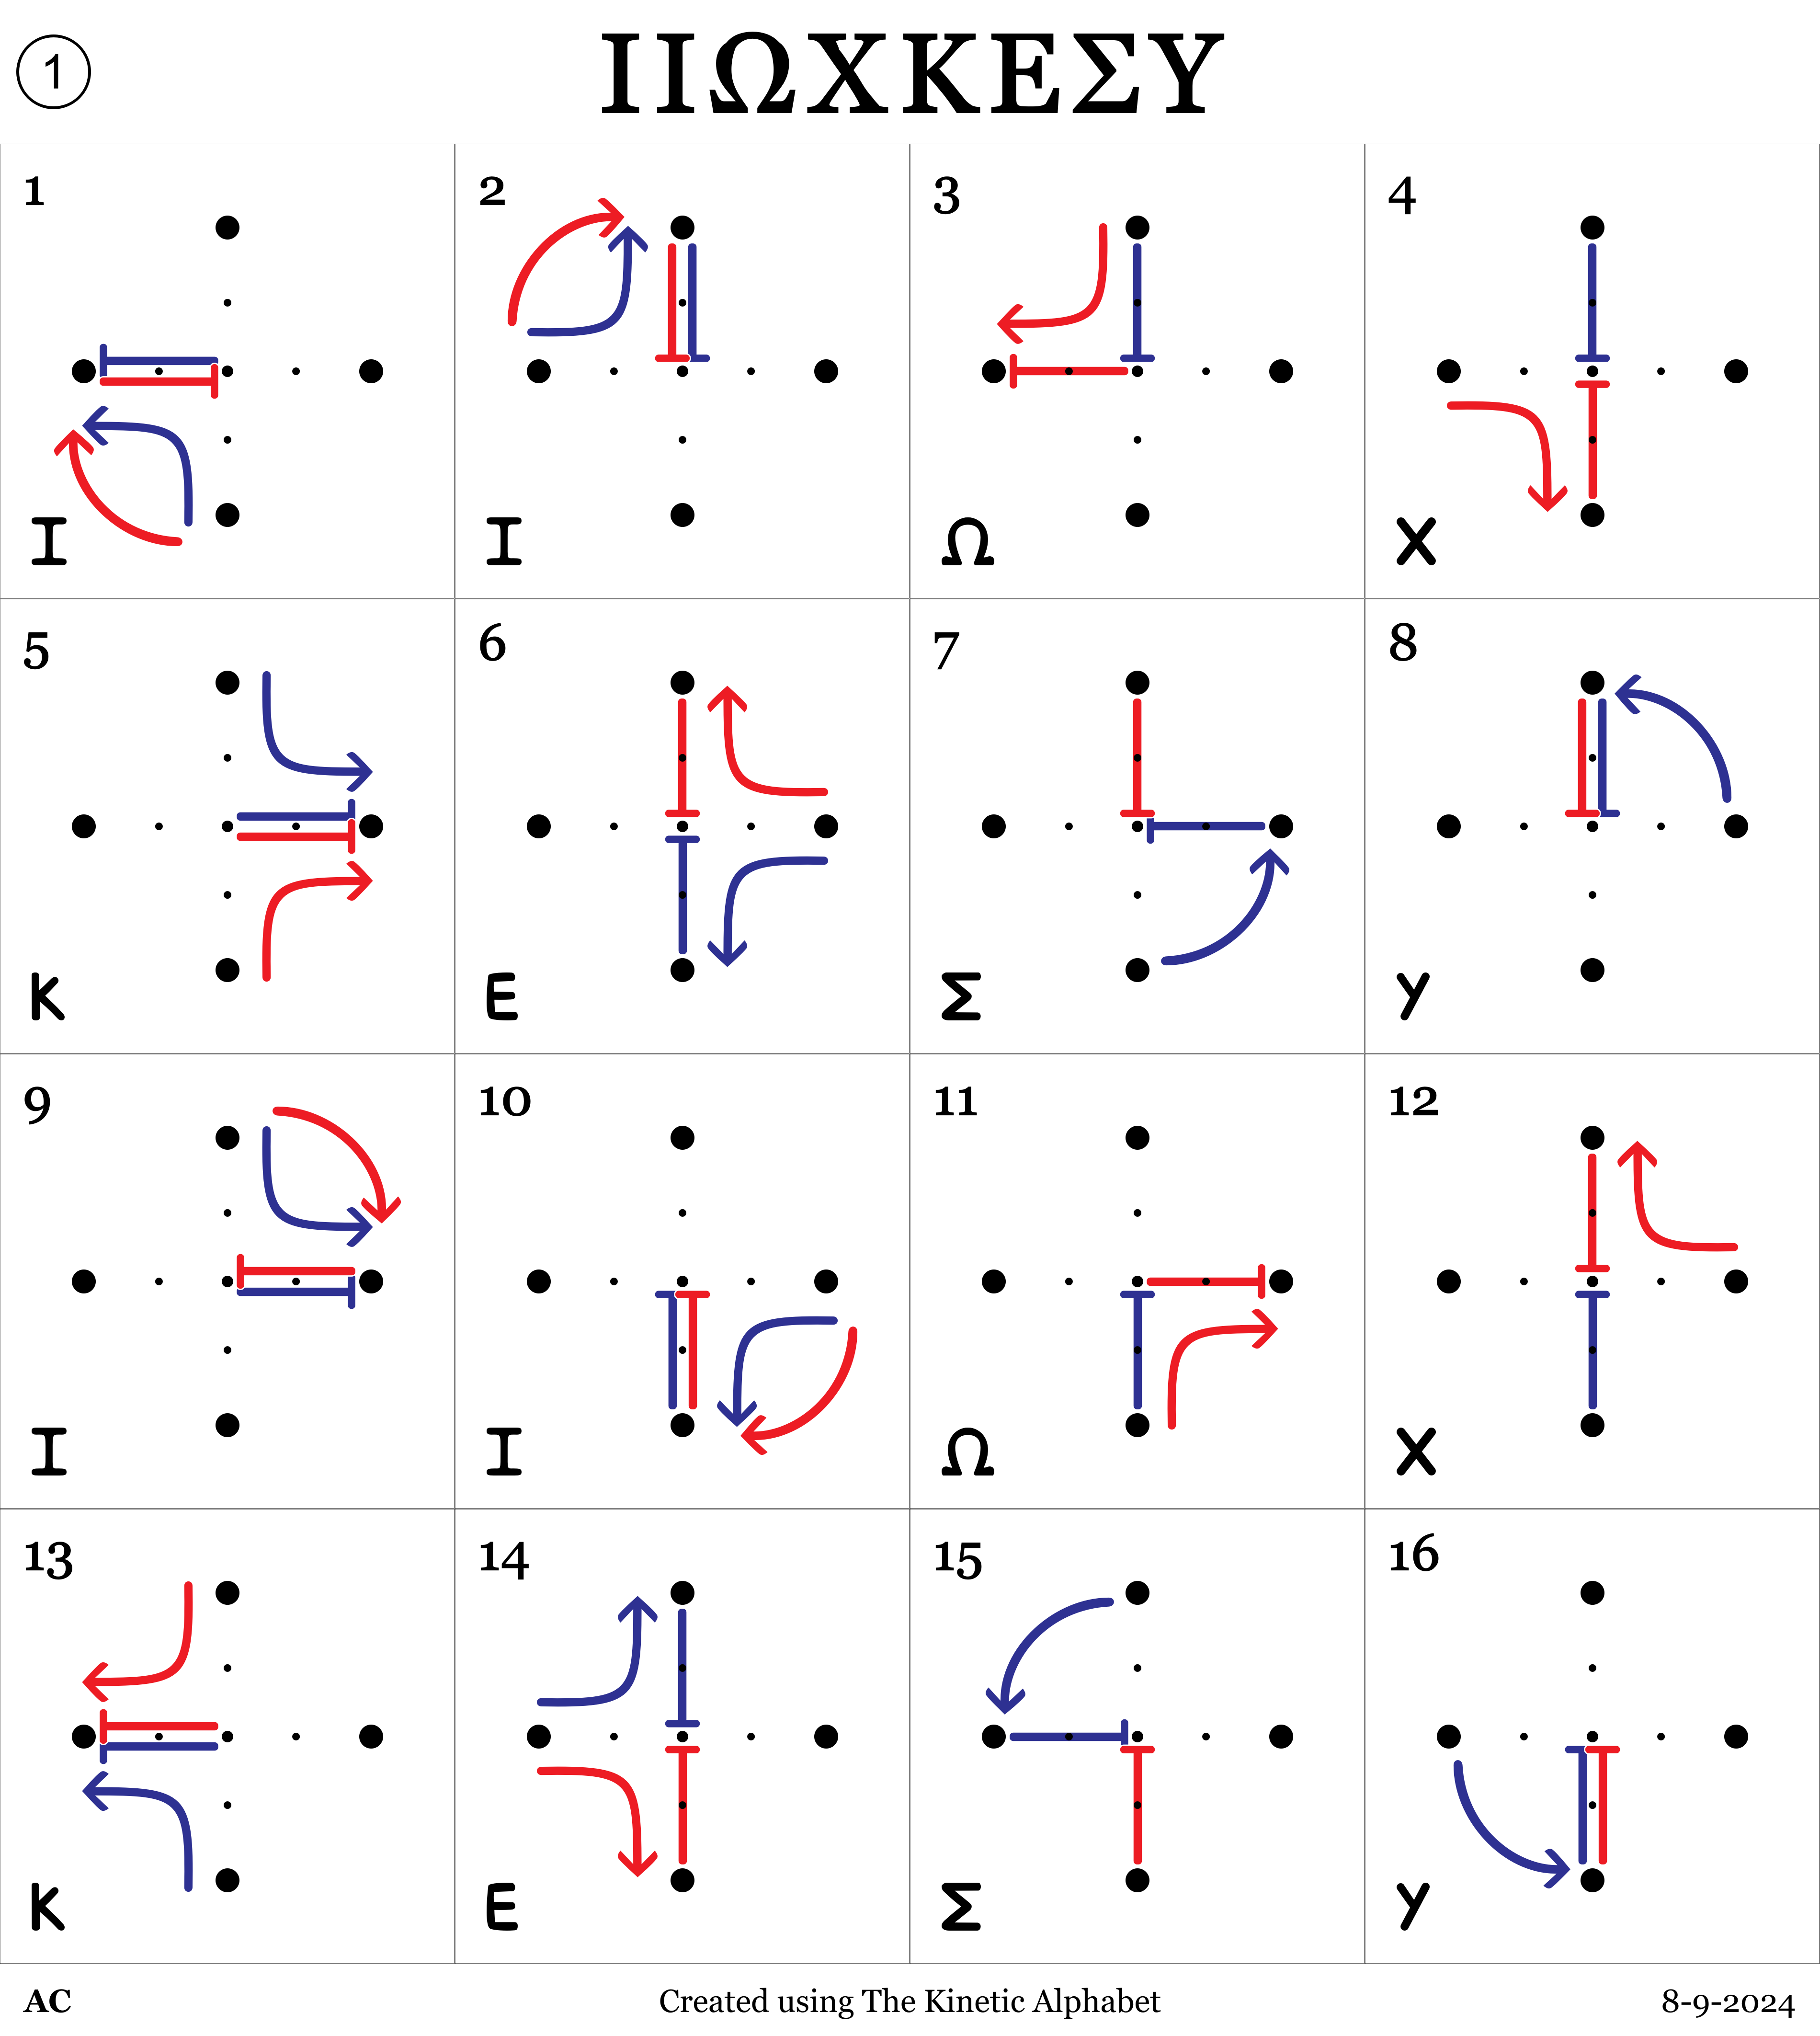 1
IIΩXKEΣY
1
I
2
I
3
Ω
4
X
5
K
6
E
7
Σ
8
Y
9
I
10
I
11
Ω
12
X
13
K
14
E
15
Σ
16
Y
AC Created using The Kinetic Alphabet 8-9-2024